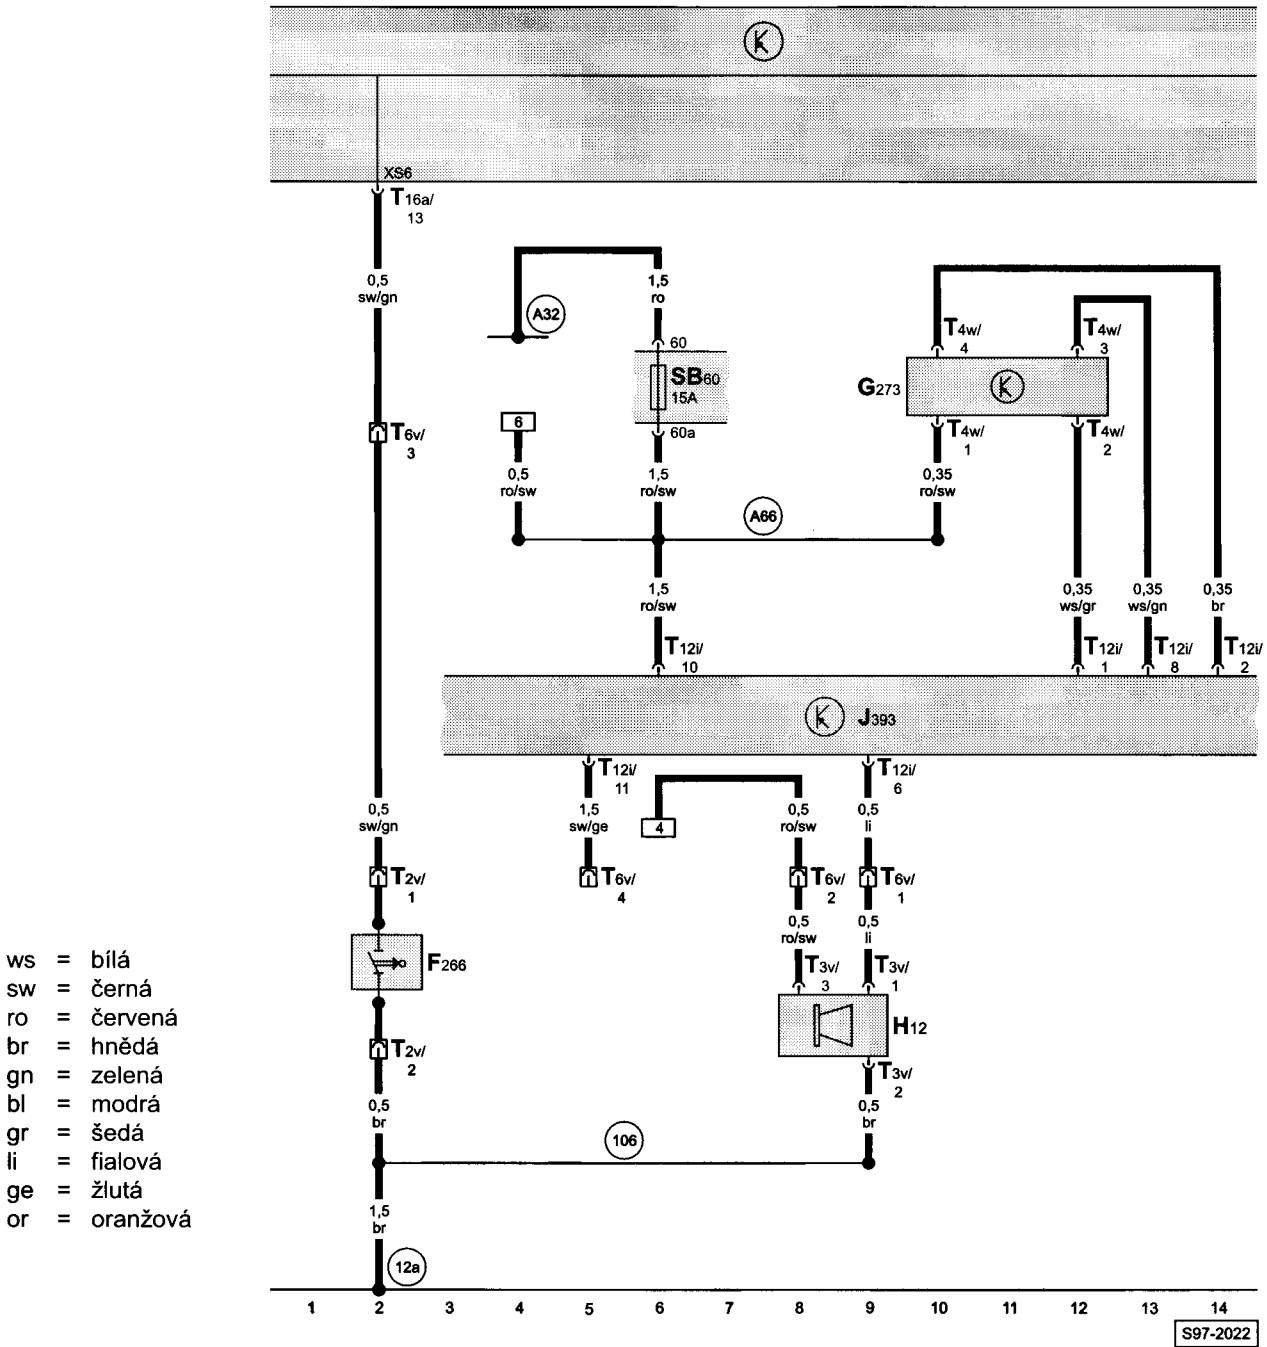 XS6
T16a/
13
0,5
sw/gn
A32
1,5
ro
60
SB60
15A
60a
6
T6v/
3
0,5
ro/sw
1,5
ro/sw
A66
T4w/
4
T4w/
3
G273
T4w/
1
T4w/
2
0,35
ro/sw
1,5
ro/sw
0,35
ws/gr
0,35
ws/gn
0,35
br
T12i/
10
T12i/
1
T12i/
8
T12i/
2
J393
T12i/
11
T12i/
6
0,5
sw/gn
1,5
sw/ge
4
0,5
ro/sw
0,5
li
T2v/
1
T6v/
4
T6v/
2
T6v/
1
0,5
ro/sw
0,5
li
F266
T3v/
3
T3v/
1
H12
T2v/
2
T3v/
2
0,5
br
0,5
br
106
1,5
br
12a
ws = bílá
sw = černá
ro = červená
br = hnědá
gn = zelená
bl = modrá
gr = šedá
li = fialová
ge = žlutá
or = oranžová
1 2 3 4 5 6 7 8 9 10 11 12 13 14
S97-2022